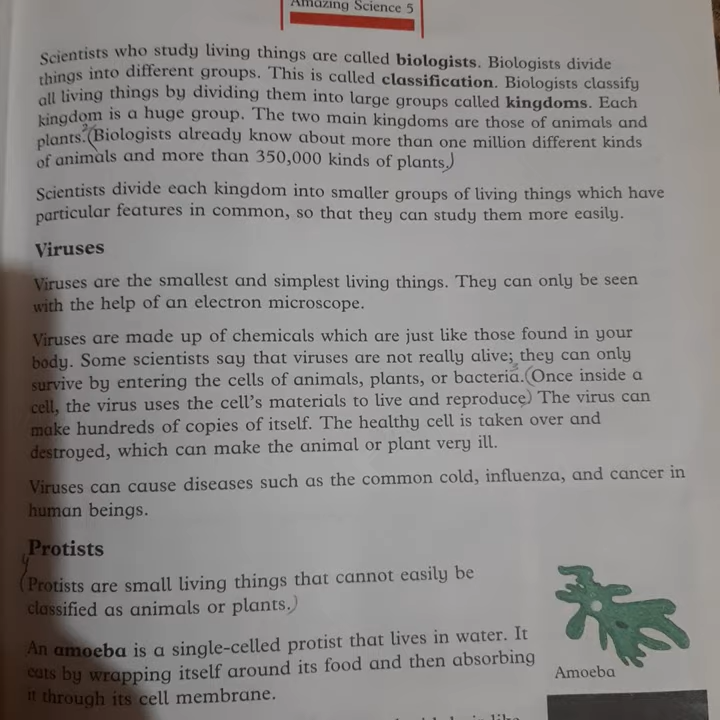 Amazing Science 5
Scientists who study living things are called biologists. Biologists divide
things into different groups. This is called classification. Biologists classify
all living things by dividing them into large groups called kingdoms. Each
kingdom is a huge group. The two main kingdoms are those of animals and
plants. (Biologists already know about more than one million different kinds
of animals and more than 350,000 kinds of plants.)
Scientists divide each kingdom into smaller groups of living things which have
particular features in common, so that they can study them more easily.
Viruses
Viruses are the smallest and simplest living things. They can only be seen
with the help of an electron microscope.
Viruses are made up of chemicals which are just like those found in your
body. Some scientists say that viruses are not really alive; they can only
survive by entering the cells of animals, plants, or bacteria. (Once inside a
cell, the virus uses the cell's materials to live and reproduce) The virus can
make hundreds of copies of itself. The healthy cell is taken over and
destroyed, which can make the animal or plant very ill.
Viruses can cause diseases such as the common cold, influenza, and cancer in
human beings.
Protists
(Protists are small living things that cannot easily be
classified as animals or plants.)
An amoeba is a single-celled protist that lives in water. It
eats by wrapping itself around its food and then absorbing
it through its cell membrane.
Amoeba